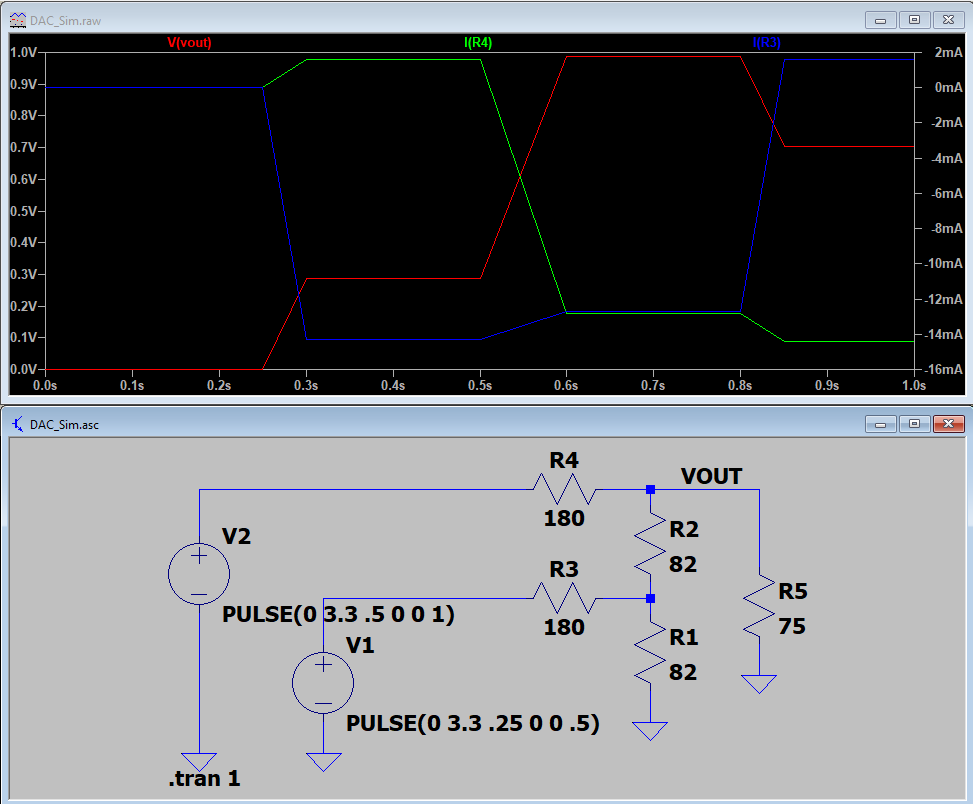 DAC_Sim.raw
V(vout) I(R4) I(R3)
1.0V 2mA
0.9V 0mA
0.8V -2mA
0.7V -4mA
0.6V -6mA
0.5V -8mA
0.4V -10mA
0.3V -12mA
0.2V -14mA
0.1V
0.0V -16mA
0.0s 0.1s 0.2s 0.3s 0.4s 0.5s 0.6s 0.7s 0.8s 0.9s 1.0s
DAC_Sim.asc
R4
180
VOUT
V2
PULSE(0 3.3 .5 0 0 1)
R2
82
R3
180
R5
75
V1
PULSE(0 3.3 .25 0 0 .5)
R1
82
.tran 1